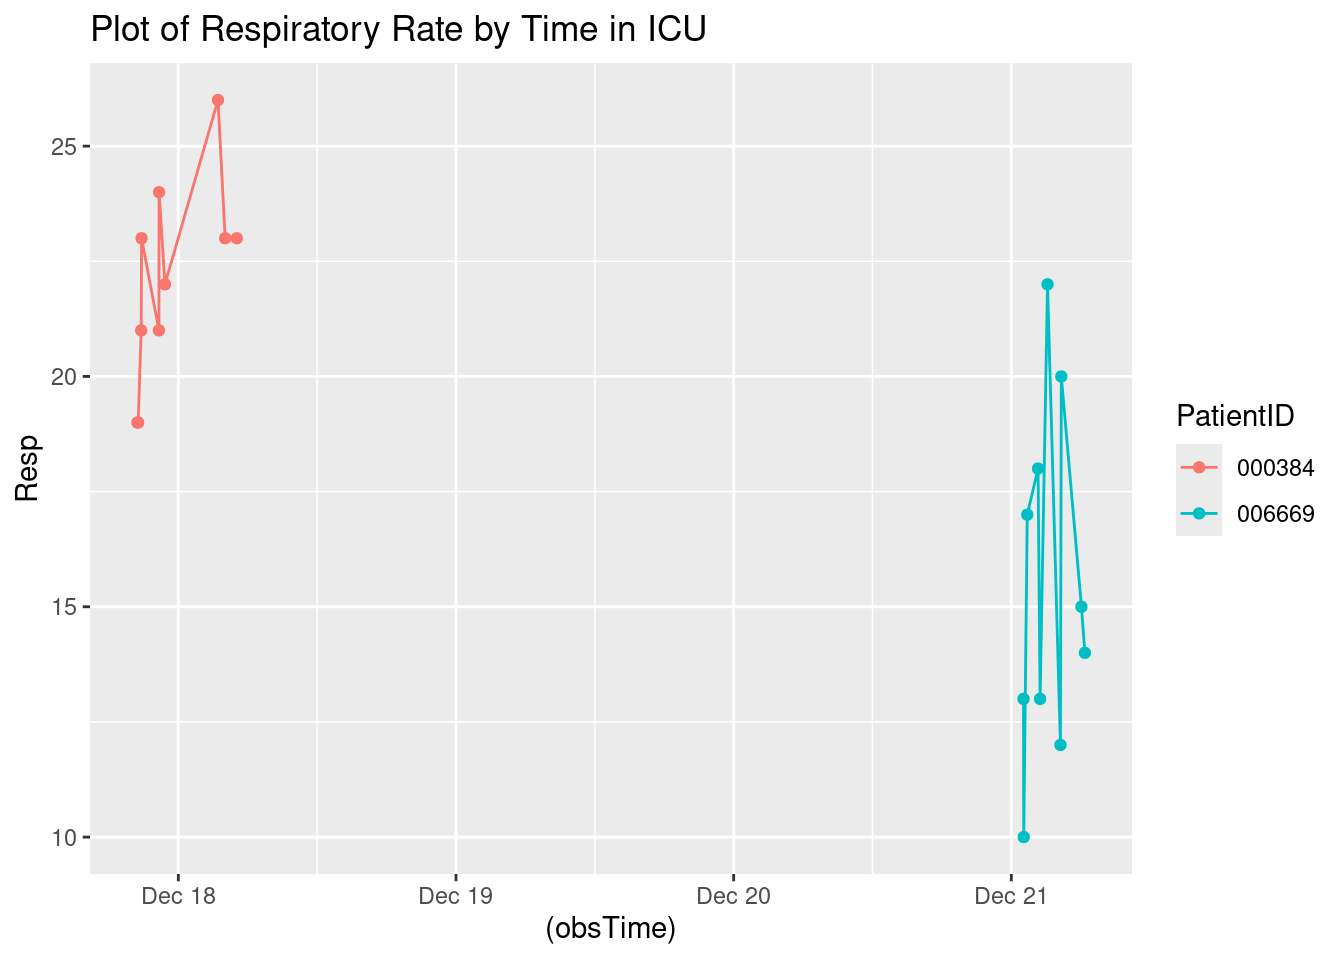 Plot of Respiratory Rate by Time in ICU
25
20
15
10
Resp
Dec 18
Dec 19
Dec 20
Dec 21
(obsTime)
PatientID
000384
006669